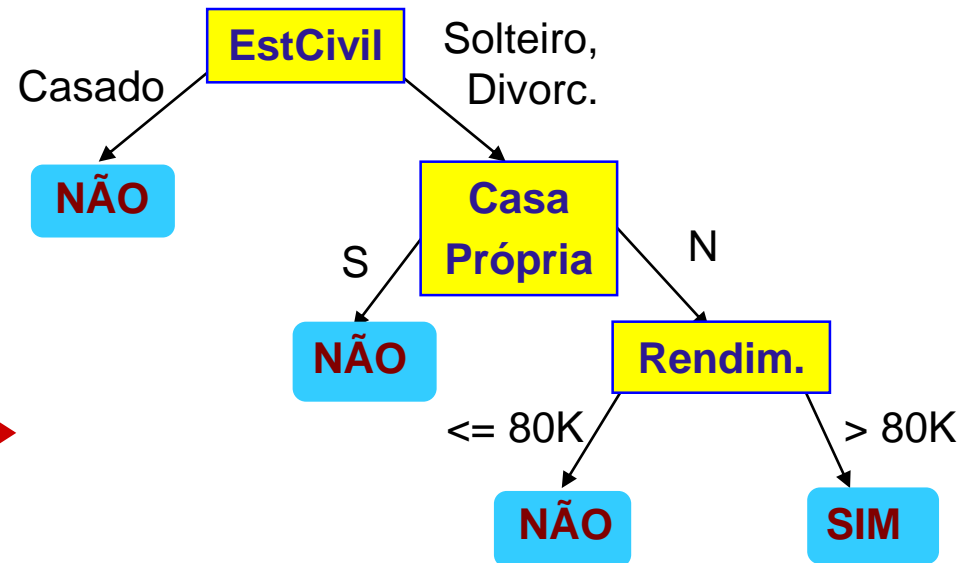 EstCivil
Solteiro,
Divorc.
Casado
NÃO
Casa
Própria
S
N
NÃO
Rendim.
<= 80K
> 80K
NÃO
SIM